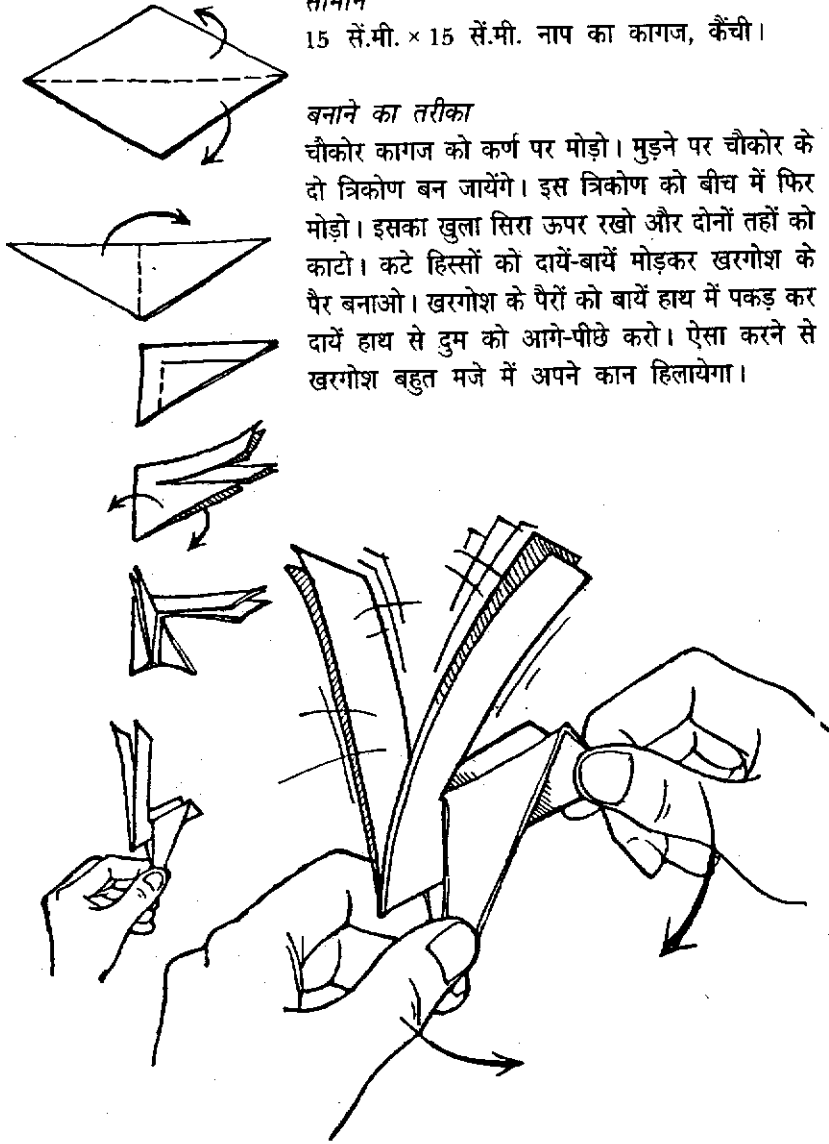 सामान
15 सें.मी. × 15 सें.मी. नाप का कागज, कैंची।
बनाने का तरीका
चौकोर कागज को कर्ण पर मोड़ो। मुड़ने पर चौकोर के
दो त्रिकोण बन जायेंगे। इस त्रिकोण को बीच में फिर
मोड़ो। इसका खुला सिरा ऊपर रखो और दोनों तहों को
काटो। कटे हिस्सों को दायें-बायें मोड़कर खरगोश के
पैर बनाओ। खरगोश के पैरों को बायें हाथ में पकड़ कर
दायें हाथ से दुम को आगे-पीछे करो। ऐसा करने से
खरगोश बहुत मजे में अपने कान हिलायेगा।